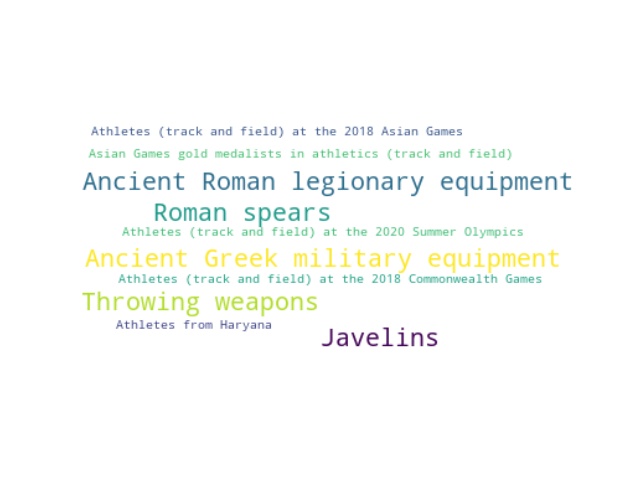 Athletes (track and field) at the 2018 Asian Games
Asian Games gold medalists in athletics (track and field)
Ancient Roman legionary equipment
Roman spears
Athletes (track and field) at the 2020 Summer Olympics
Ancient Greek military equipment
Athletes (track and field) at the 2018 Commonwealth Games
Throwing weapons
Athletes from Haryana
Javelins